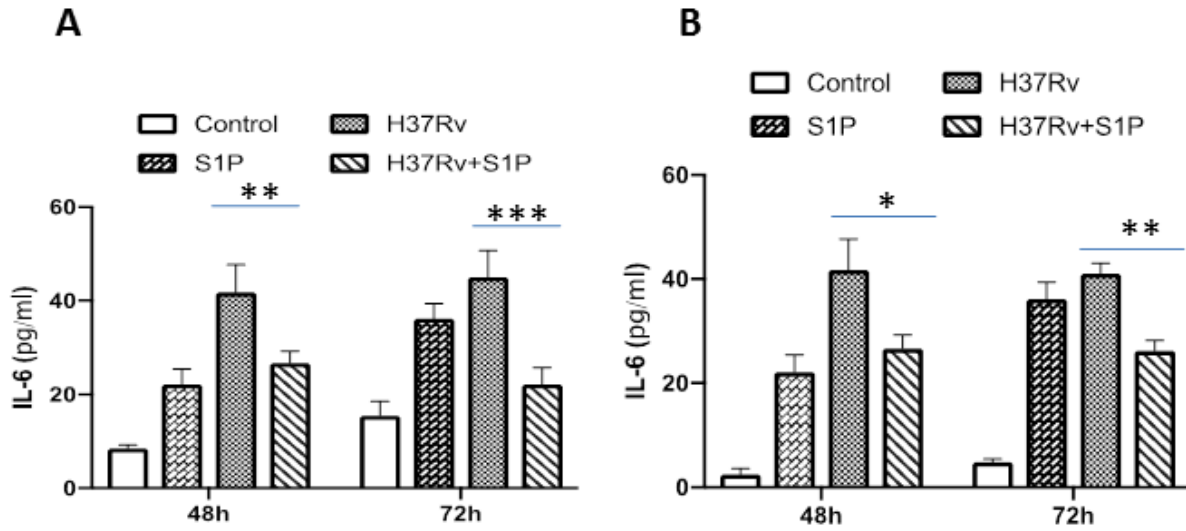 A
Control H37Rv
S1P H37Rv+S1P
** ***
IL-6 (pg/ml)
60
40
20
0
48h 72h
B
Control H37Rv
S1P H37Rv+S1P
* **
IL-6 (pg/ml)
60
40
20
0
48h 72h